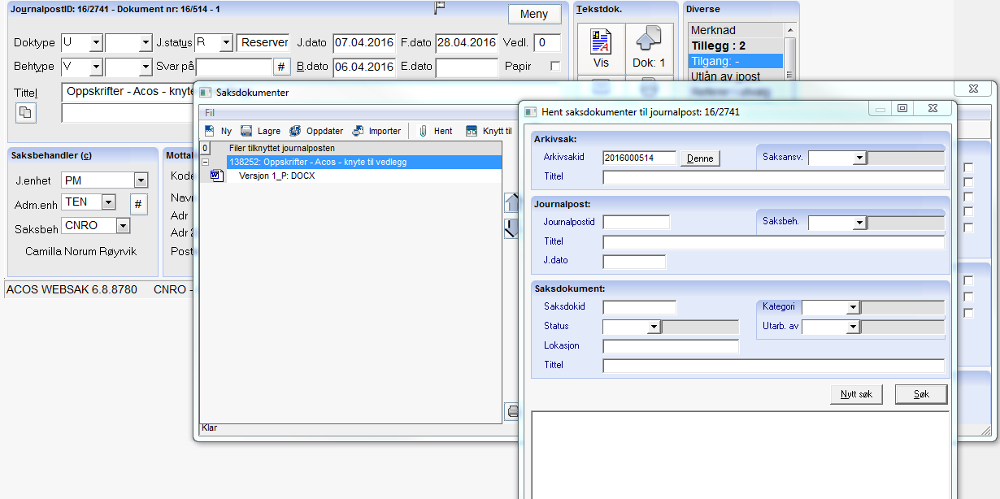 JournalpostID: 16/2741 - Dokument nr: 16/514 - 1
Meny
Doktype U J.status R Reserver J.dato 07.04.2016 F.dato 28.04.2016 Vedl. 0
Behtype V Svar på # B.dato 06.04.2016 E.dato Papir
Tittel Oppskrifter - Acos - knyte
Tekstdok.
Vis
Dok: 1
Diverse
Merknad
Tillegg : 2
Tilgang: -
Utlån av jpost
Saksbehandler (c)
J.enhet PM
Adm.enh TEN #
Saksbeh CNRO
Camilla Norum Røyrvik
Mottal
Kode
Navn
Adr
Adr 2
Post
ACOS WEBSAK 6.8.8780 CNRO -
Saksdokumenter
Fil
Ny Lagre Oppdater Importer Hent Knytt til
0 Filer tilknyttet journalposten
138252: Oppskrifter - Acos - knyte til vedlegg
Versjon 1_P: DOCX
Klar
Hent saksdokumenter til journalpost: 16/2741
Arkivsak:
Arkivsakid 2016000514 Denne Saksansv.
Tittel
Journalpost:
Journalpostid Saksbeh.
Tittel
J.dato
Saksdokument:
Saksdokid Kategori
Status Utarb. av
Lokasjon
Tittel
Nytt søk Søk